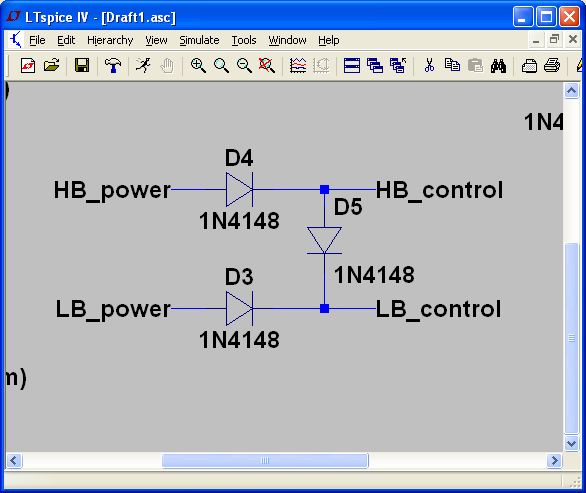 LTspice IV - [Draft1.asc]
File Edit Hierarchy View Simulate Tools Window Help
)
1N4
D4
HB_power HB_control
D5
1N4148
D3
1N4148
LB_power LB_control
1N4148
m)